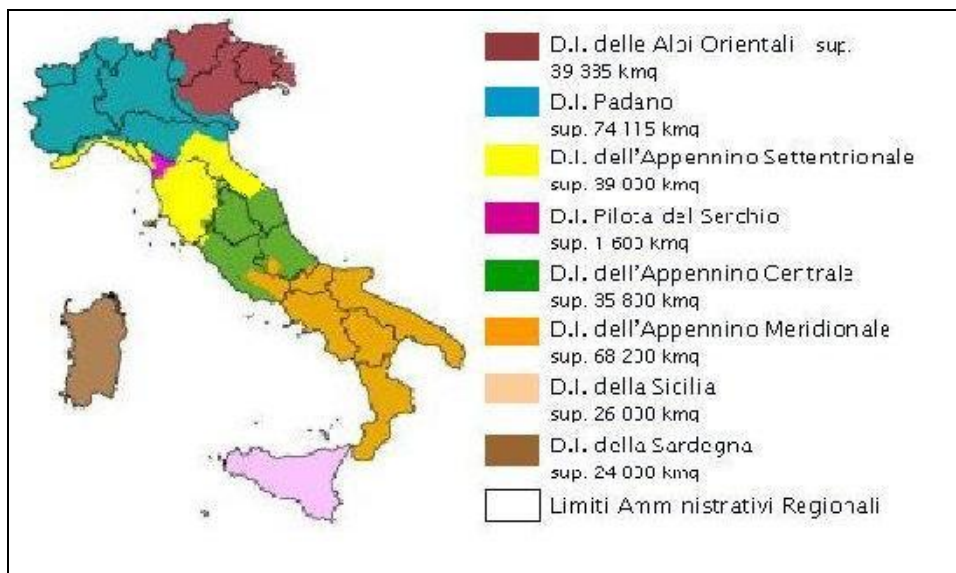 D.I. delle Alpi Orientali sup.
39 335 kmq
D.I. Padano
sup. 74 115 kmq
D.I. dell'Appennino Settentrionale
sup. 39 000 kmq
D.I. Pilota del Serchio
sup. 1 600 kmq
D.I. dell'Appennino Centrale
sup. 35 800 kmq
D.I. dell'Appennino Meridionale
sup. 68 200 kmq
D.I. della Sicilia
sup. 26 000 kmq
D.I. della Sardegna
sup. 24 000 kmq
Limiti Amministrativi Regionali